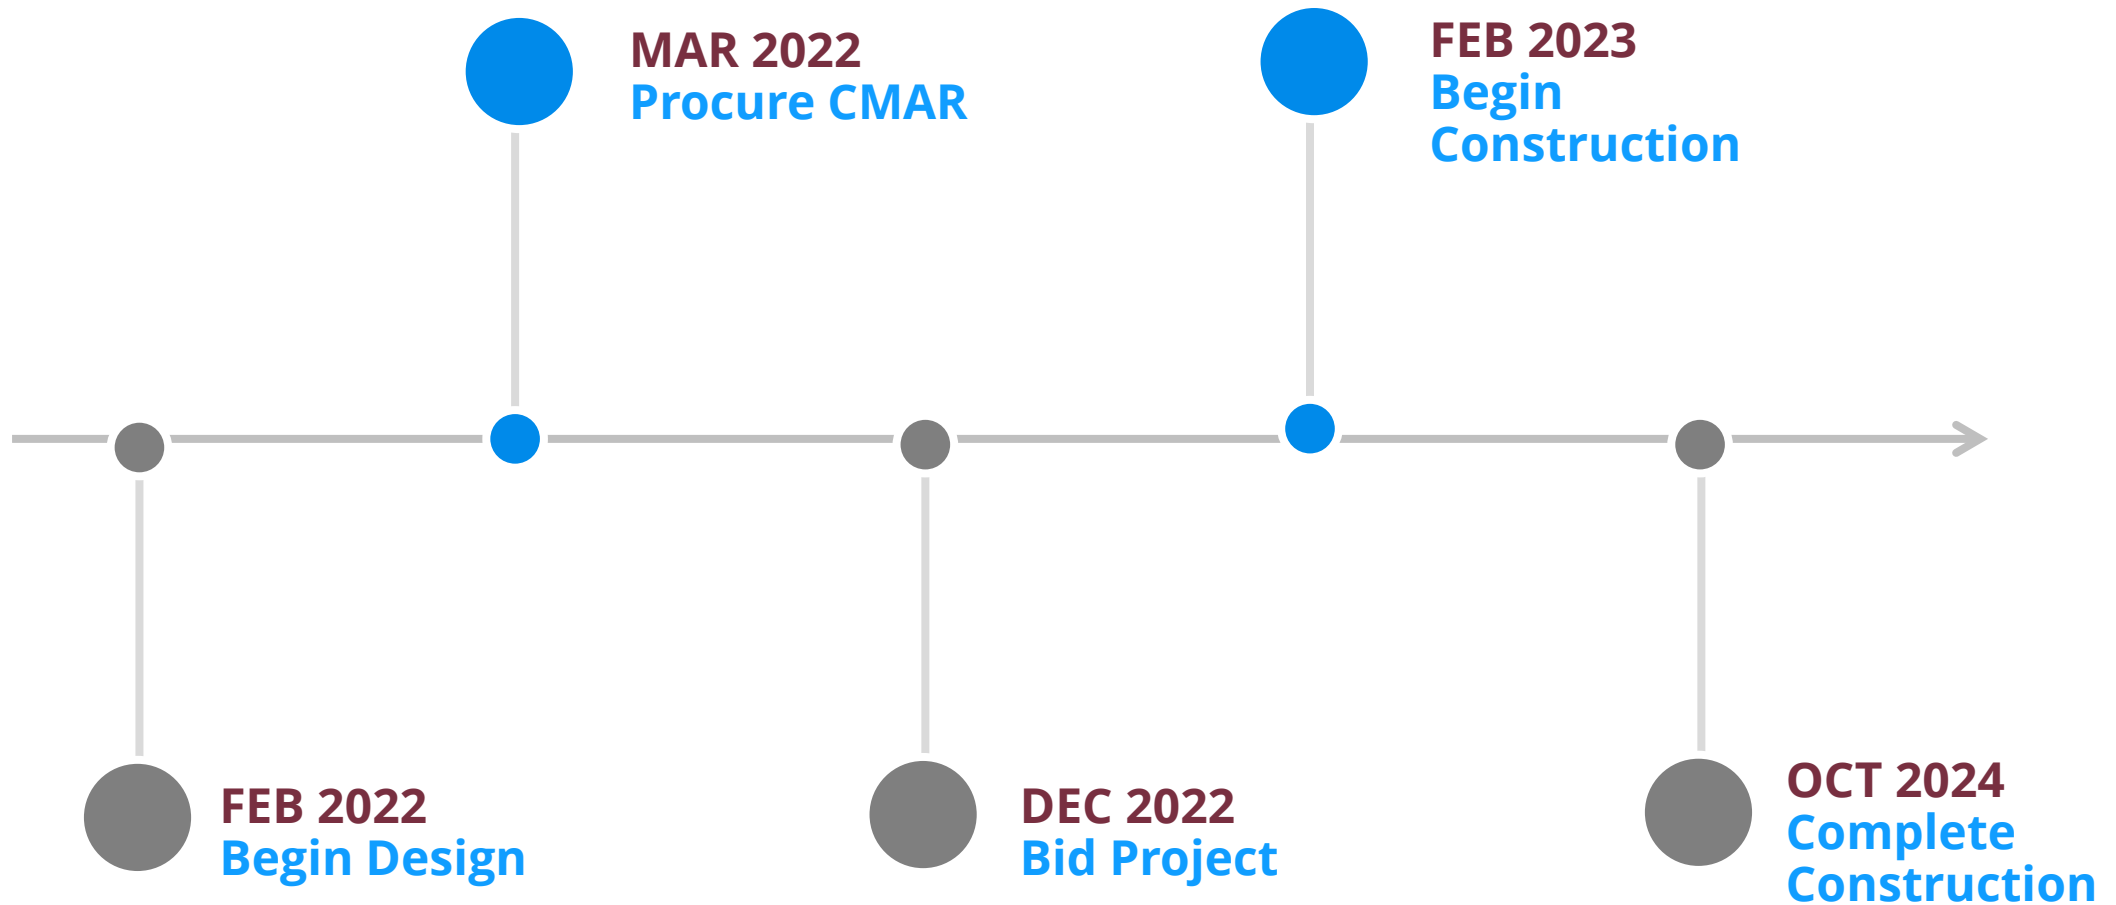 MAR 2022
Procure CMAR
FEB 2023
Begin
Construction
FEB 2022
Begin Design
DEC 2022
Bid Project
OCT 2024
Complete
Construction